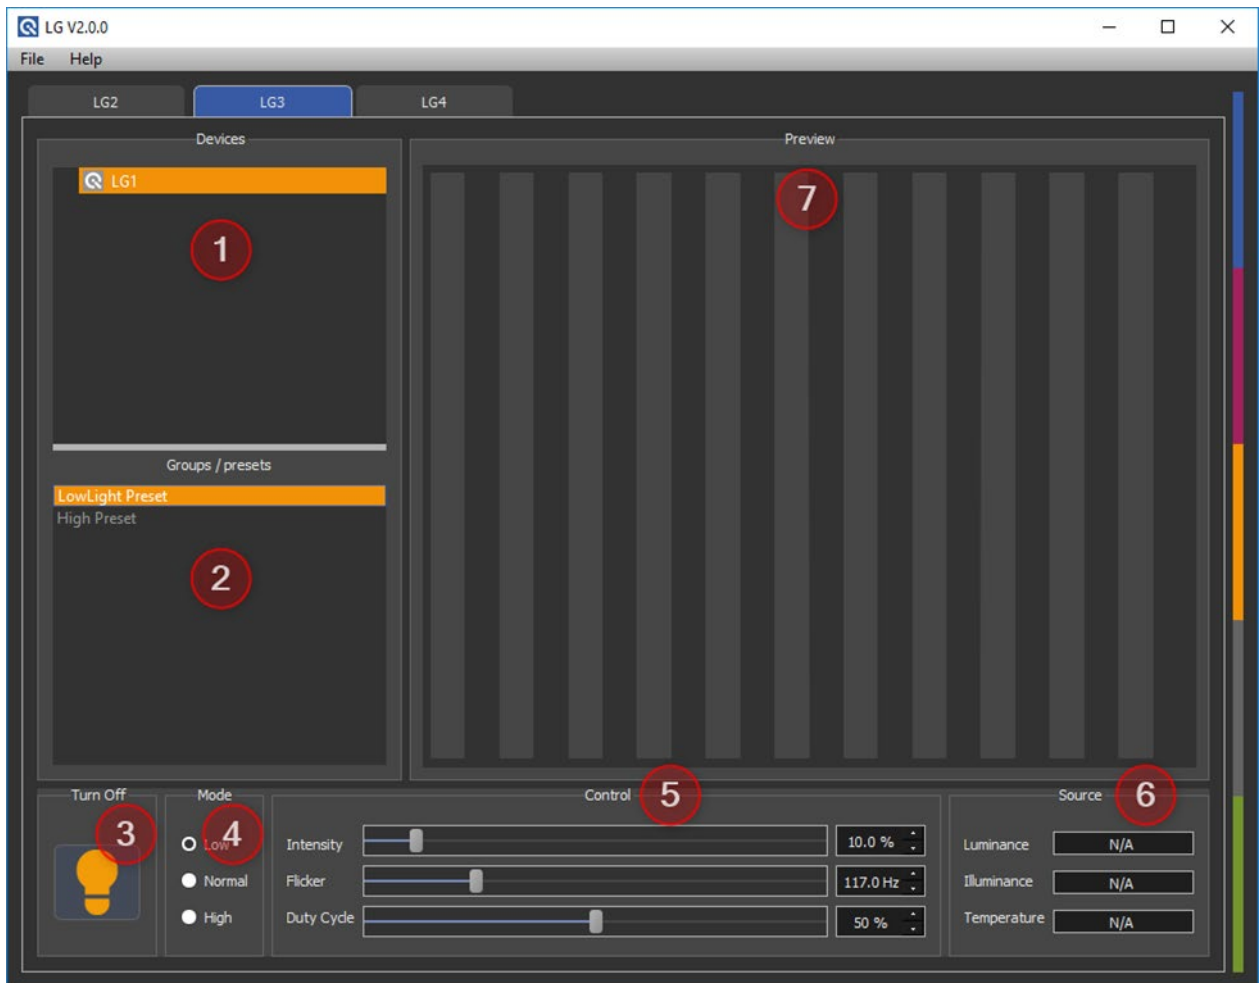 LG V2.0.0
File Help
LG2 LG3 LG4
Devices
Preview
LG1
7
1
Groups / presets
LowLight Preset
High Preset
2
Turn Off Mode Control 5 Source 6
3 4
Low Intensity 10.0 % Luminance N/A
Normal Flicker 117.0 Hz Illuminance N/A
High Duty Cycle 50 % Temperature N/A